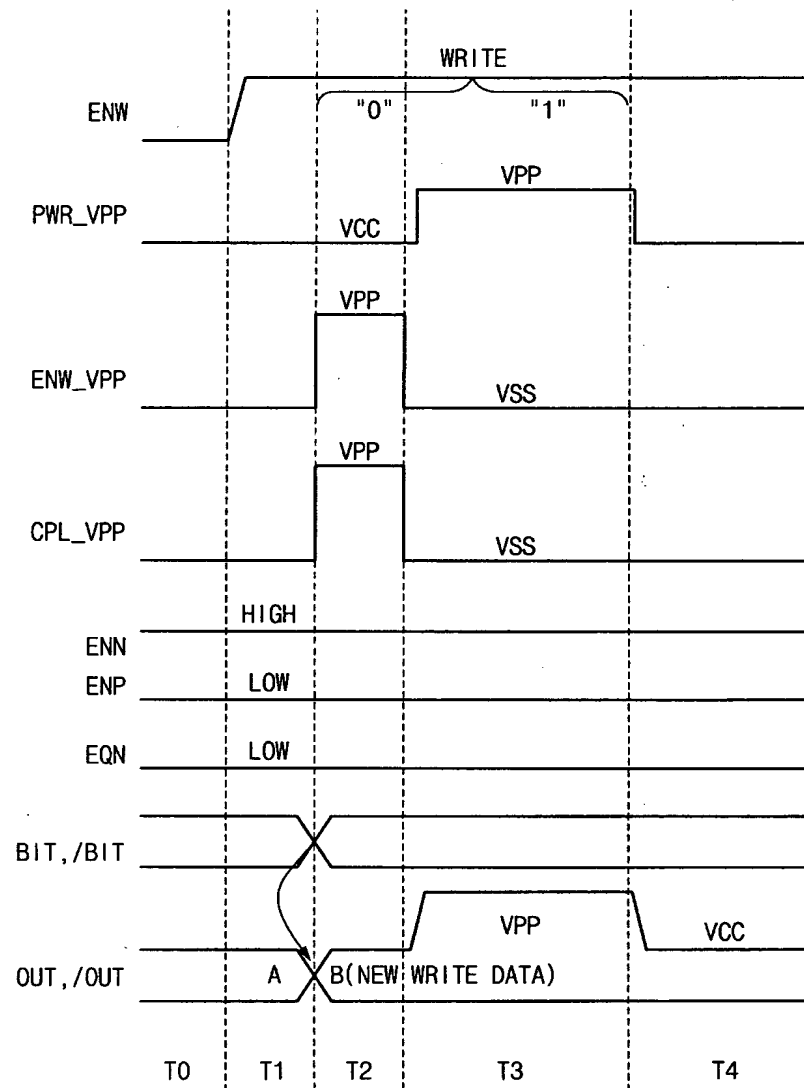 WRITE
ENW
"0" "1"
VPP
PWR_VPP
VCC
VPP
ENW_VPP
VSS
VPP
CPL_VPP
VSS
HIGH
ENN
ENP
LOW
EQN
LOW
BIT,/BIT
VPP
VCC
OUT,/OUT
A
B(NEW WRITE DATA)
T0 T1 T2 T3 T4